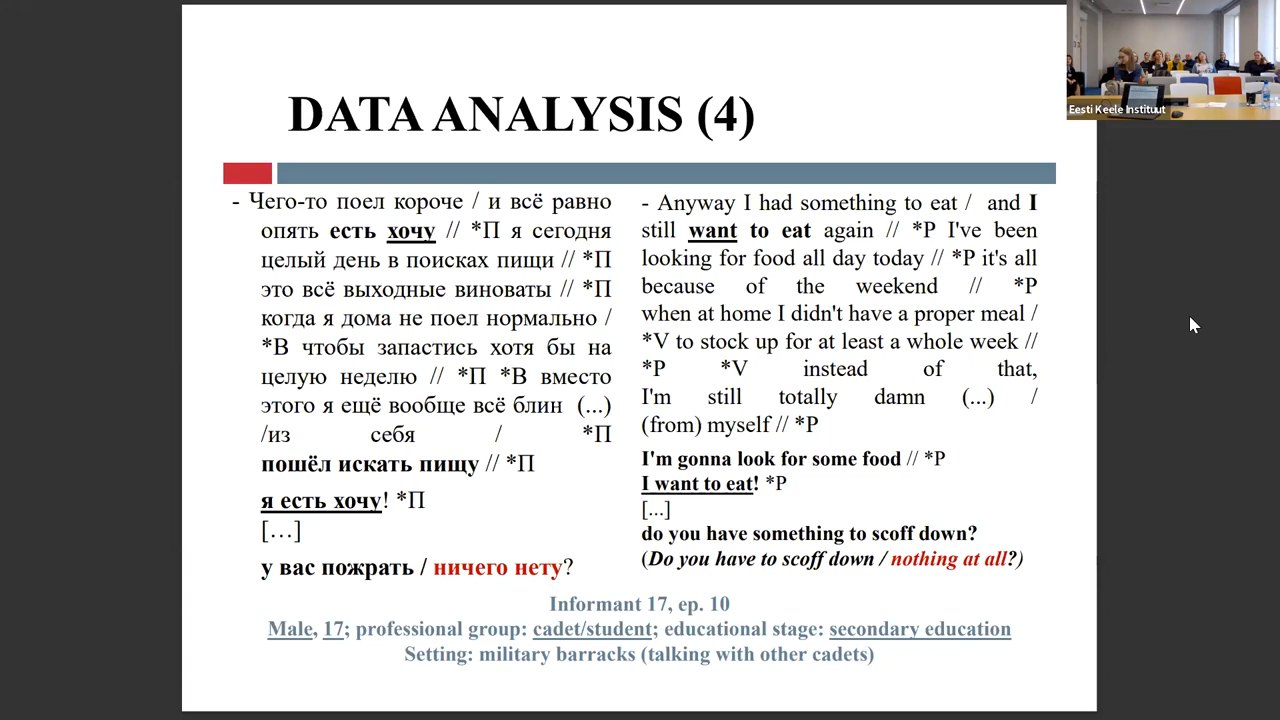 DATA ANALYSIS (4)
- Чего-то поел короче / и всё равно
опять есть хочу // *П я сегодня
целый день в поисках пищи // *П
это всё выходные виноваты // *П
когда я дома не поел нормально /
*В чтобы запастись хотя бы на
целую неделю // *П *В вместо
этого я ещё вообще всё блин (...)
/из себя / *П
пошёл искать пищу // *П
я есть хочу! *П
[…]
у вас пожрать / ничего нету?
- Anyway I had something to eat / and I
still want to eat again // *P I've been
looking for food all day today // *P it's all
because of the weekend // *P
when at home I didn't have a proper meal /
*V to stock up for at least a whole week //
*P *V instead of that,
I'm still totally damn (...) /
(from) myself // *P
I'm gonna look for some food // *P
I want to eat! *P
[...]
do you have something to scoff down?
(Do you have to scoff down / nothing at all?)
Informant 17, ep. 10
Male, 17; professional group: cadet/student; educational stage: secondary education
Setting: military barracks (talking with other cadets)
Eesti Keele Instituut